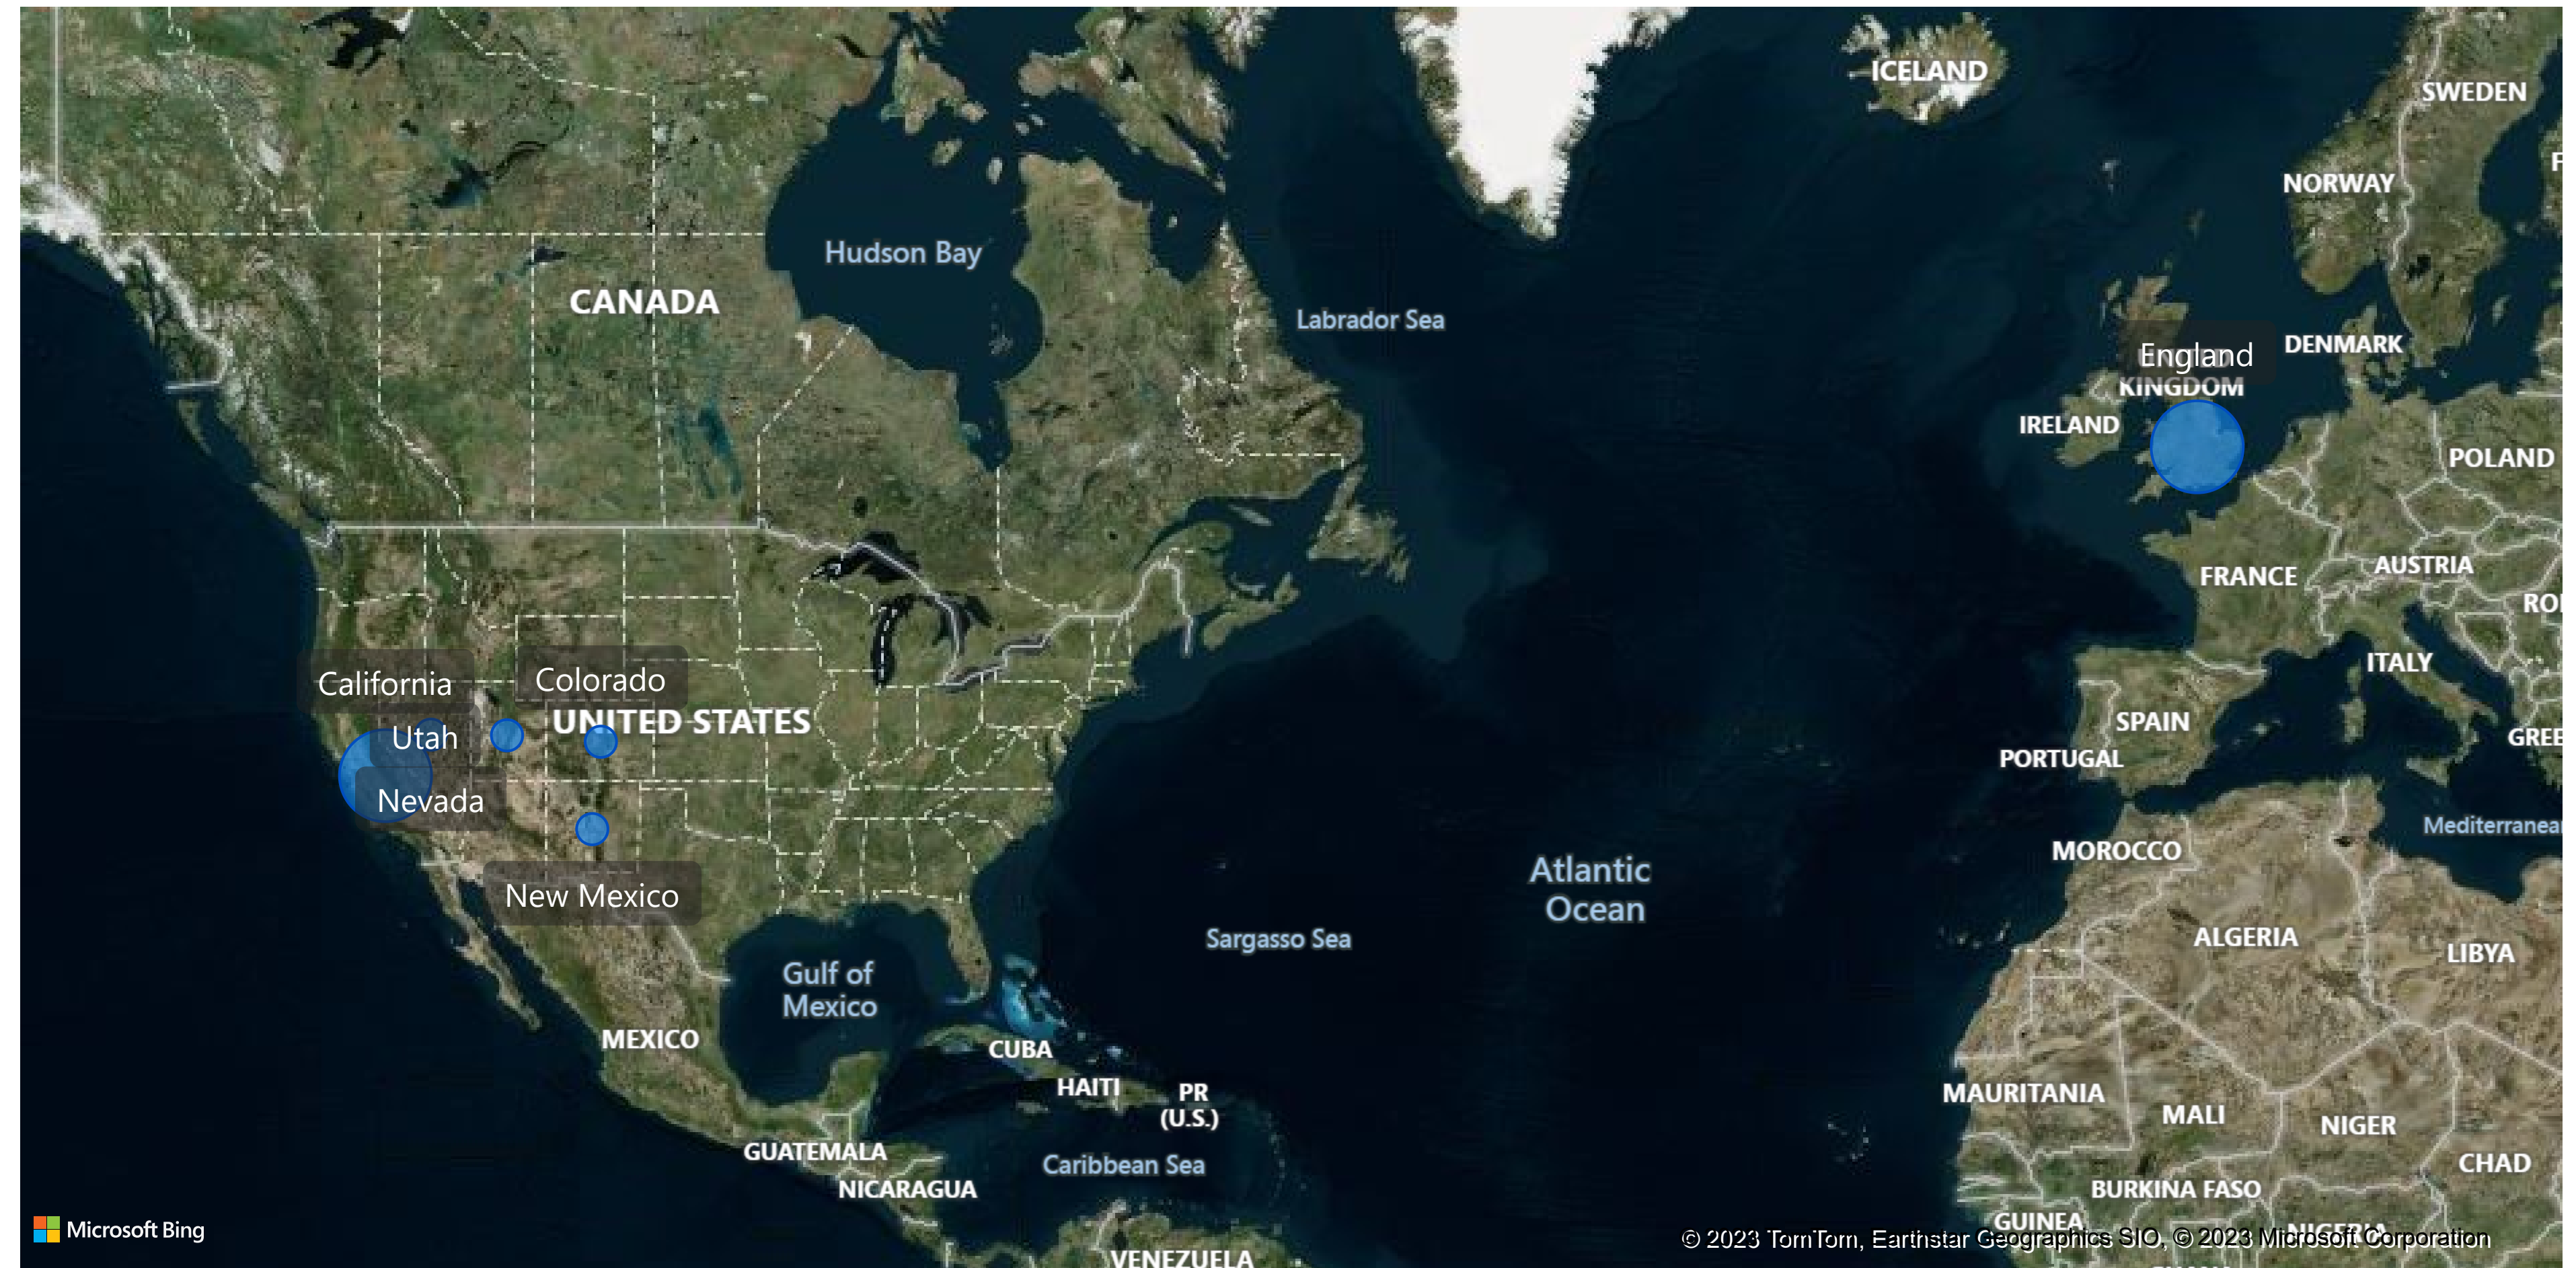 ICELAND
SWEDEN
NORWAY
Hudson Bay
CANADA
Labrador Sea
England
DENMARK
KINGDOM
IRELAND
POLAND
AUSTRIA
FRANCE
ROI
ITALY
California
Colorado
UNITED STATES
SPAIN
Utah
GREE
PORTUGAL
Nevada
Mediterranean
MOROCCO
Atlantic
Ocean
New Mexico
Sargasso Sea
ALGERIA
LIBYA
Gulf of
Mexico
MEXICO
CUBA
HAITI
PR
(U.S.)
MAURITANIA
MALI
NIGER
GUATEMALA
Caribbean Sea
CHAD
NICARAGUA
BURKINA FASO
GUINEA
NIGERIA
Microsoft Bing
© 2023 TomTom, Earthstar Geographics SIO, © 2023 Microsoft Corporation
VENEZUELA